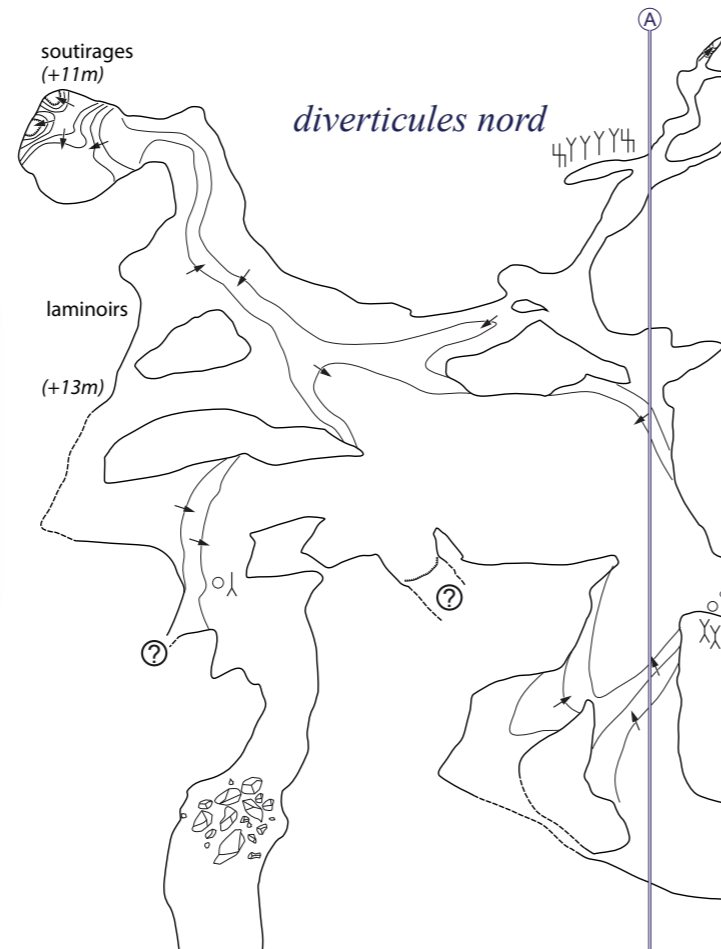 A
soutirages
(+11m)
diverticules nord
laminoirs
(+13m)
?
?